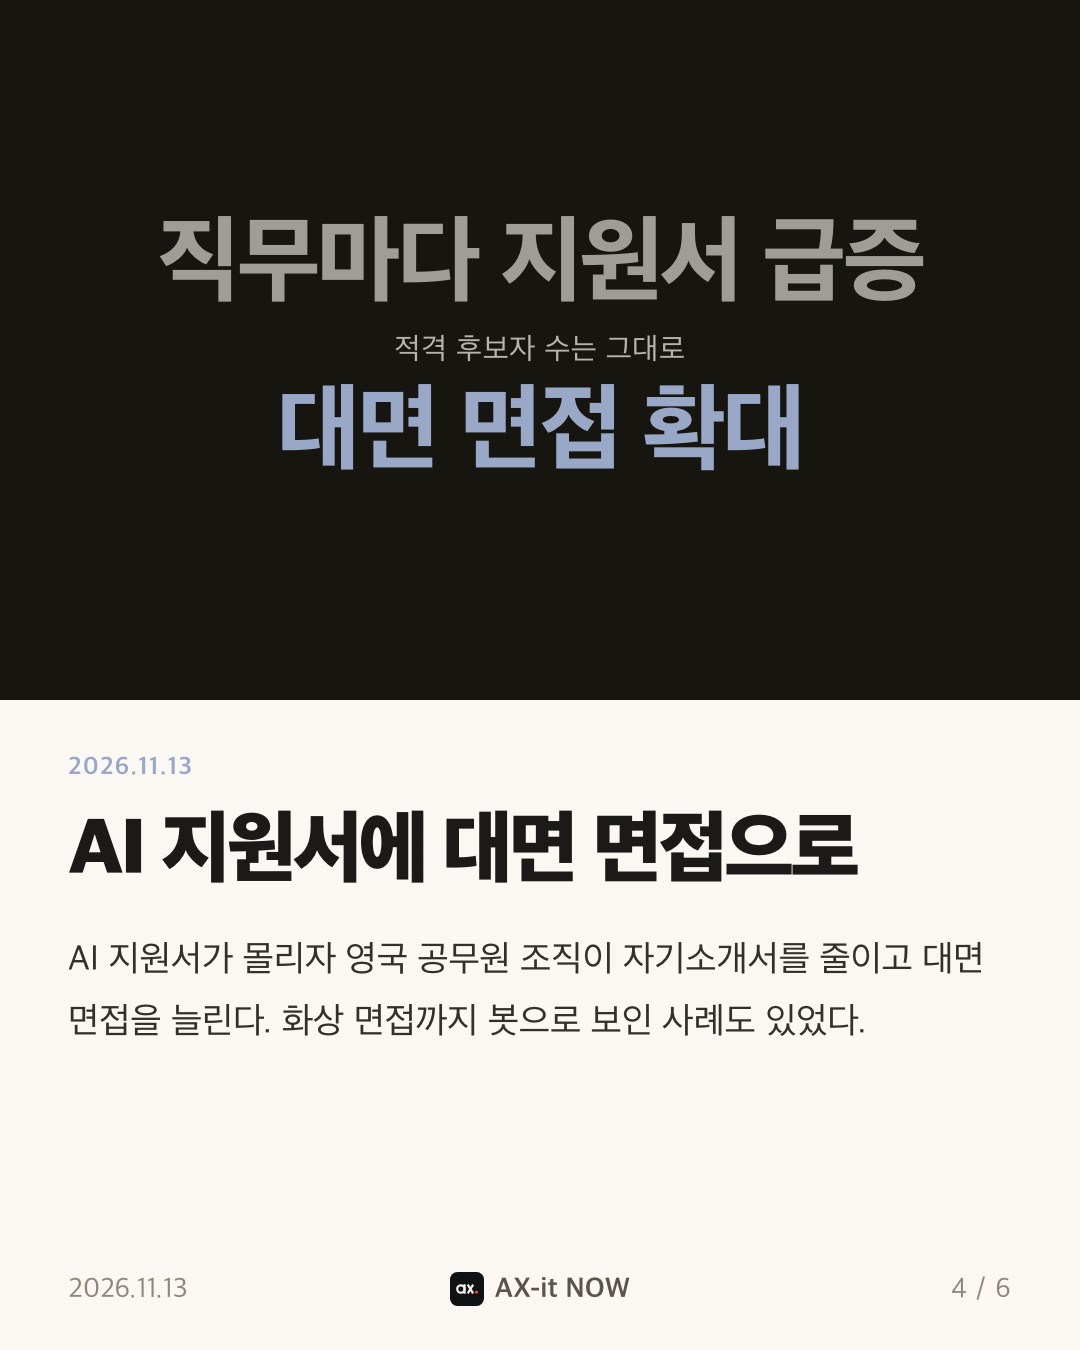 직무마다 지원서 급증
적격 후보자 수는 그대로
대면 면접 확대
2026.11.13
AI 지원서에 대면 면접으로
AI 지원서가 몰리자 영국 공무원 조직이 자기소개서를 줄이고 대면
면접을 늘린다. 화상 면접까지 봇으로 보인 사례도 있었다.
2026.11.13
ax. AX-it NOW
4 / 6